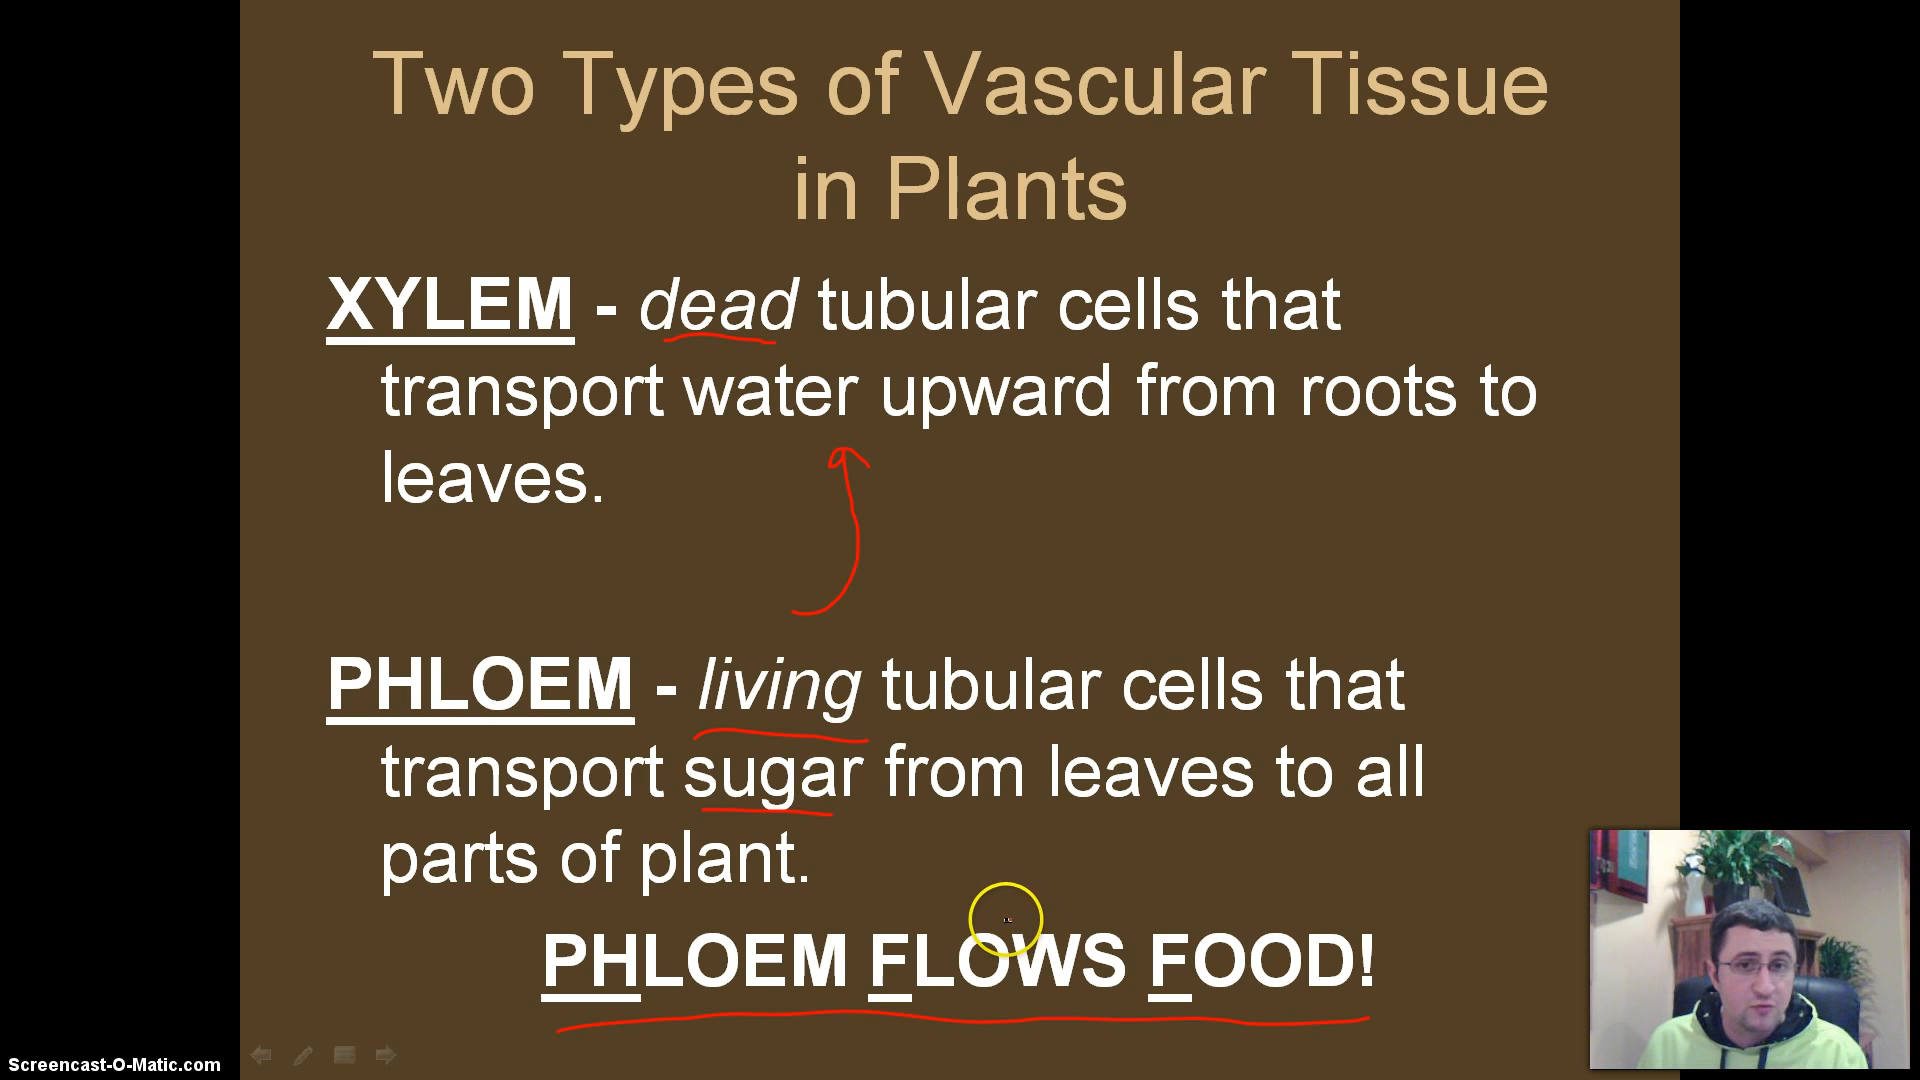 Two Types of Vascular Tissue
in Plants
XYLEM - dead tubular cells that
transport water upward from roots to
leaves.
PHLOEM - living tubular cells that
transport sugar from leaves to all
parts of plant.
PHLOEM FLOWS FOOD!
Screencast-O-Matic.com